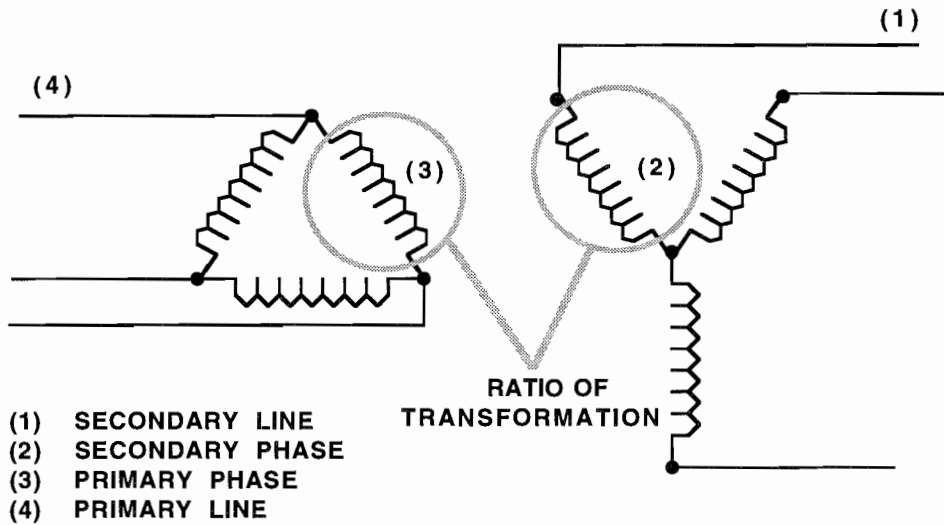 (1)
(4)
(3)
(2)
RATIO OF
TRANSFORMATION
(1) SECONDARY LINE
(2) SECONDARY PHASE
(3) PRIMARY PHASE
(4) PRIMARY LINE